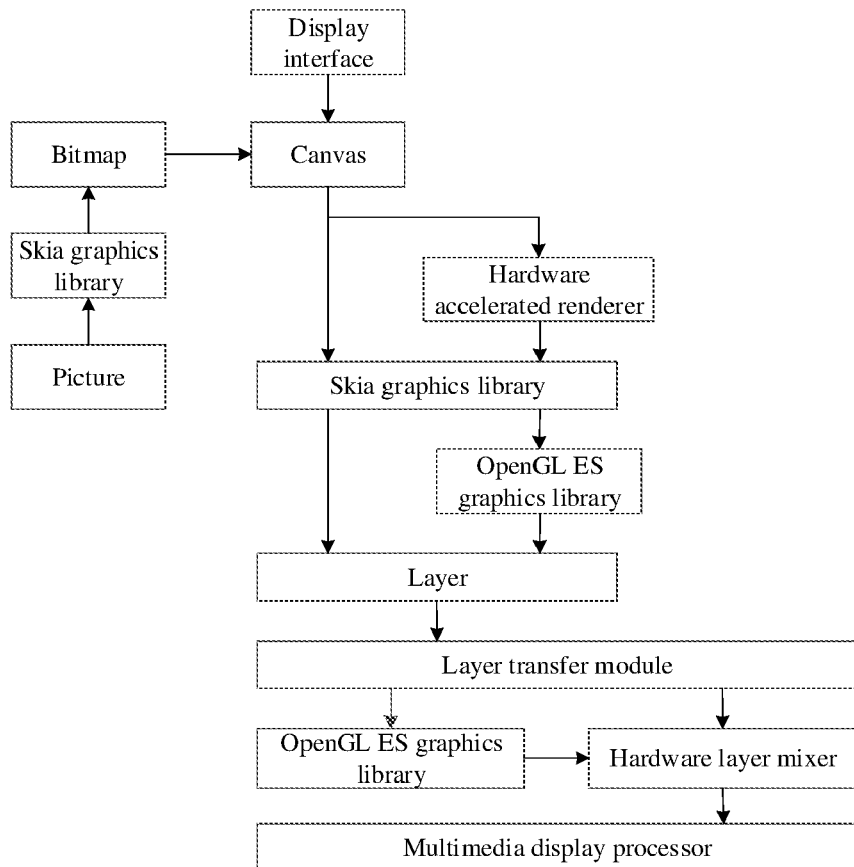 Display
interface
Bitmap
Canvas
Skia graphics
library
Hardware
accelerated renderer
Picture
Skia graphics library
OpenGL ES
graphics library
Layer
Layer transfer module
OpenGL ES graphics
library
Hardware layer mixer
Multimedia display processor